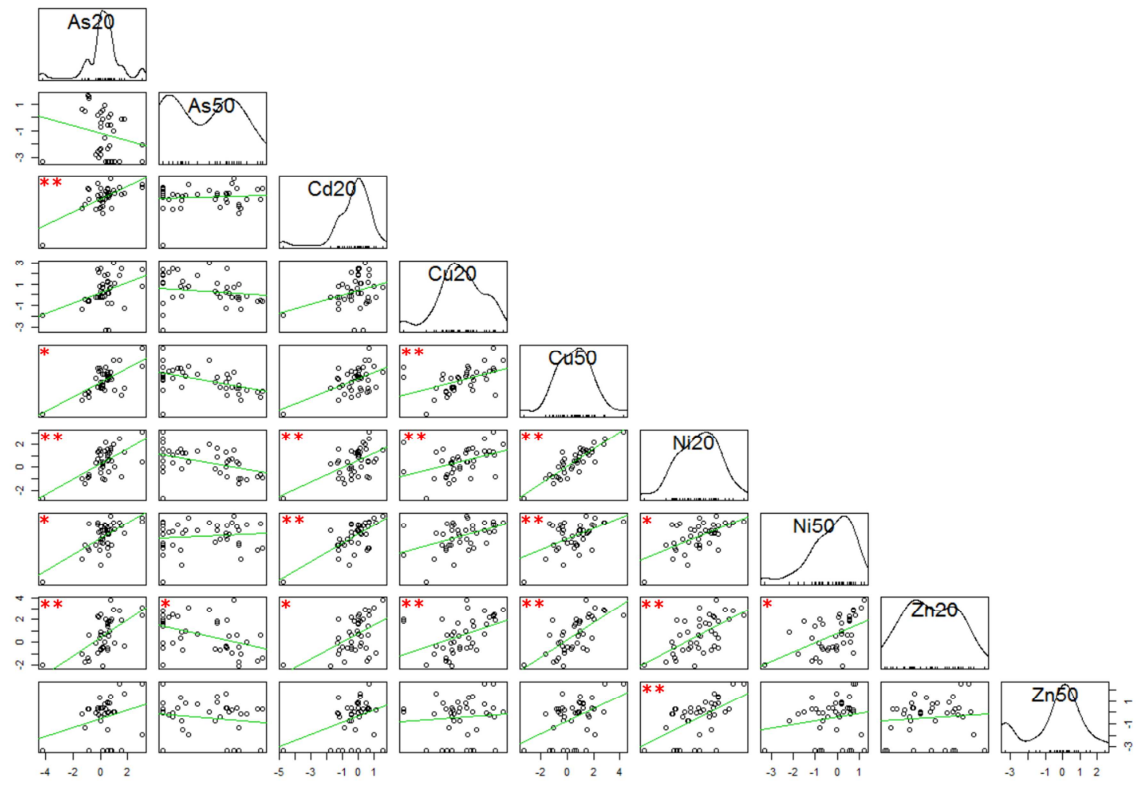 As20
1 -1 -3 As50
** Cd20
3 1 -1 -3 Cu20
* ** Cu50
2 0 -2 ** ** ** ** Ni20
* ** ** * Ni50
4 2 0 -2 ** * * ** ** ** * Zn20
** Zn50 1 -1 -3
-4 -2 0 2 -5 -3 -1 1 -2 0 2 4 -3 -1 0 1 -3 -1 1 2